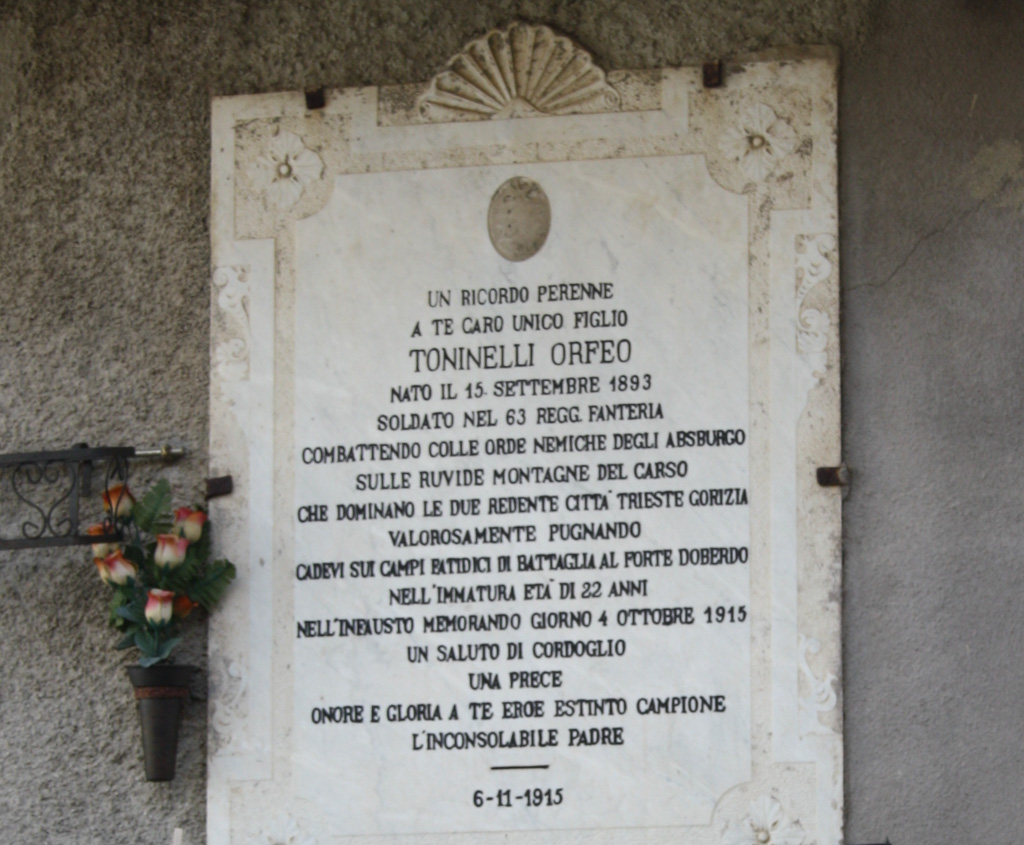 UN RICORDO PERENNE
A TE CARO UNICO FIGLIO
TONINELLI ORFEO
NATO IL 15. SETTEMBRE 1893
SOLDATO NEL 63 REGG. FANTERIA
COMBATTENDO COLLE ORDE NEMICHE DEGLI ABSBURGO
SULLE RUVIDE MONTAGNE DEL CARSO
CHE DOMINANO LE DUE REDENTE CITTA' TRIESTE GORIZIA
VALOROSAMENTE PUGNANDO
CADEVI SUI CAMPI FATIDICI DI BATTAGLIA AL FORTE DOBERDO
NELL'IMMATURA ETA' DI 22 ANNI
NELL'INFAUSTO MEMORANDO GIORNO 4 OTTOBRE 1915
UN SALUTO DI CORDOGLIO
UNA PRECE
ONORE E GLORIA A TE EROE ESTINTO CAMPIONE
L'INCONSOLABILE PADRE
6-11-1915